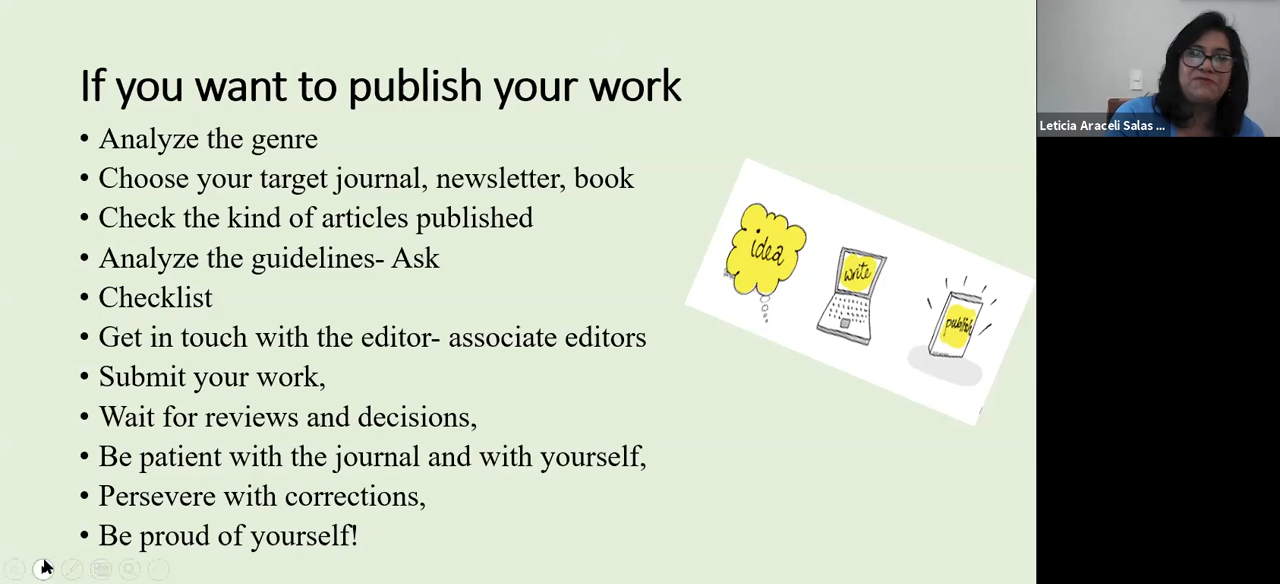 If you want to publish your work
• Analyze the genre
• Choose your target journal, newsletter, book
• Check the kind of articles published
• Analyze the guidelines- Ask
• Checklist
• Get in touch with the editor- associate editors
• Submit your work,
• Wait for reviews and decisions,
• Be patient with the journal and with yourself,
• Persevere with corrections,
• Be proud of yourself!
idea
write
publish
Leticia Araceli Salas ...